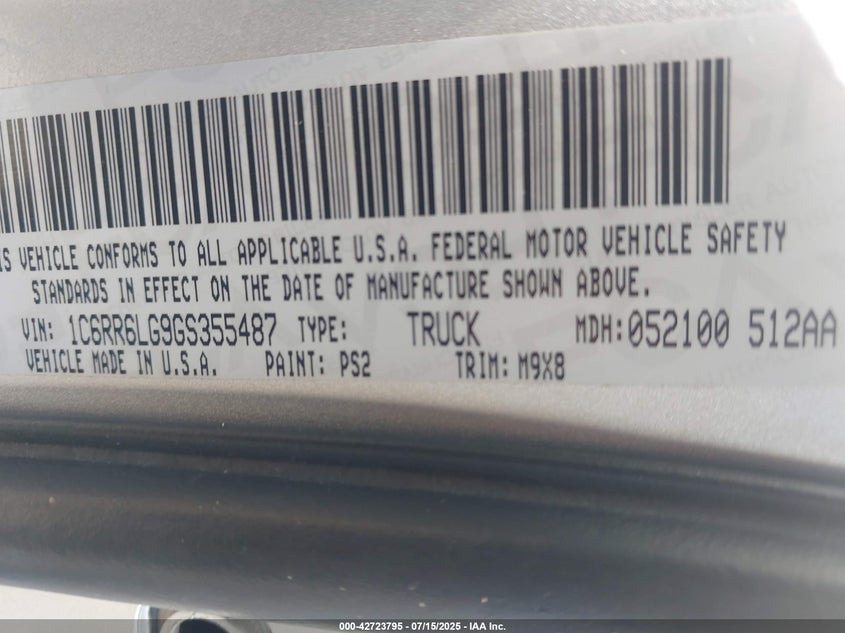 IS VEHICLE CONFORMS TO ALL APPLICABLE U.S.A. FEDERAL MOTOR VEHICLE SAFETY
STANDARDS IN EFFECT ON THE DATE OF MANUFACTURE SHOWN ABOVE.
VIN: 1C6RR6LG9GS355487 TYPE: TRUCK MDH:052100 512AA
VEHICLE MADE IN U.S.A. PAINT: PS2 TRIM: M9X8
000-42723795 - 07/15/2025 - IAA Inc.